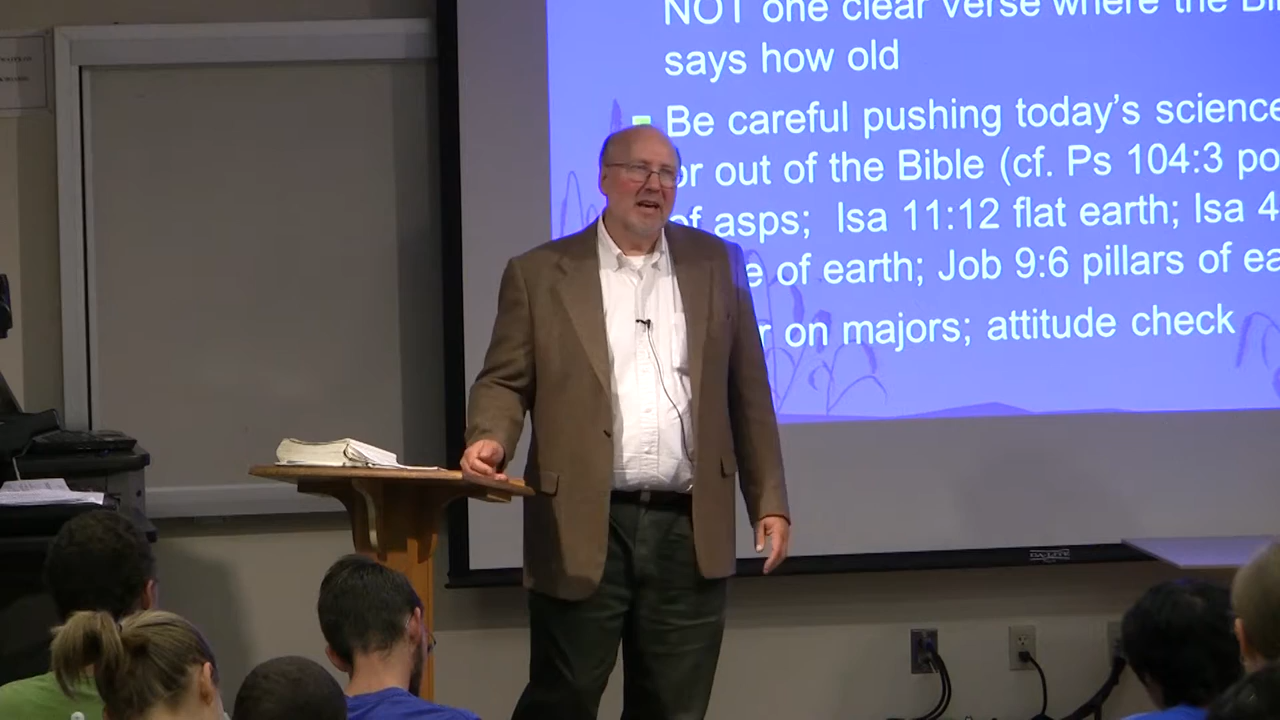 NOT one clear verse where the Bi
says how old
Be careful pushing today's science
or out of the Bible (cf. Ps 104:3 po
of asps; Isa 11:12 flat earth; Isa 4
e of earth; Job 9:6 pillars of ea
r on majors; attitude check
DA-LITE